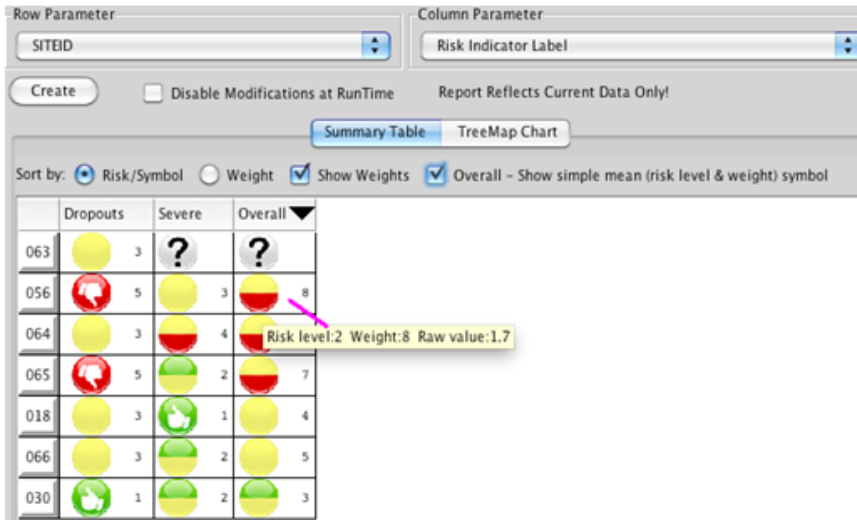 Row Parameter Column Parameter
SITEID Risk Indicator Label
Create Disable Modifications at RunTime Report Reflects Current Data Only!
Summary Table TreeMap Chart
Sort by: Risk/Symbol Weight Show Weights Overall – Show simple mean (risk level & weight) symbol
Dropouts Severe Overall
063 3 ? ?
056 5 3 8
064 3 4
Risk level:2 Weight:8 Raw value:1.7
065 5 2 7
018 3 1 4
066 3 2 5
030 1 2 3